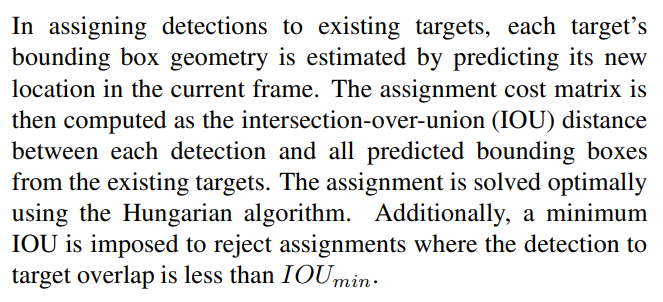 In assigning detections to existing targets, each target's
bounding box geometry is estimated by predicting its new
location in the current frame. The assignment cost matrix is
then computed as the intersection-over-union (IOU) distance
between each detection and all predicted bounding boxes
from the existing targets. The assignment is solved optimally
using the Hungarian algorithm. Additionally, a minimum
IOU is imposed to reject assignments where the detection to
target overlap is less than IOU_min.